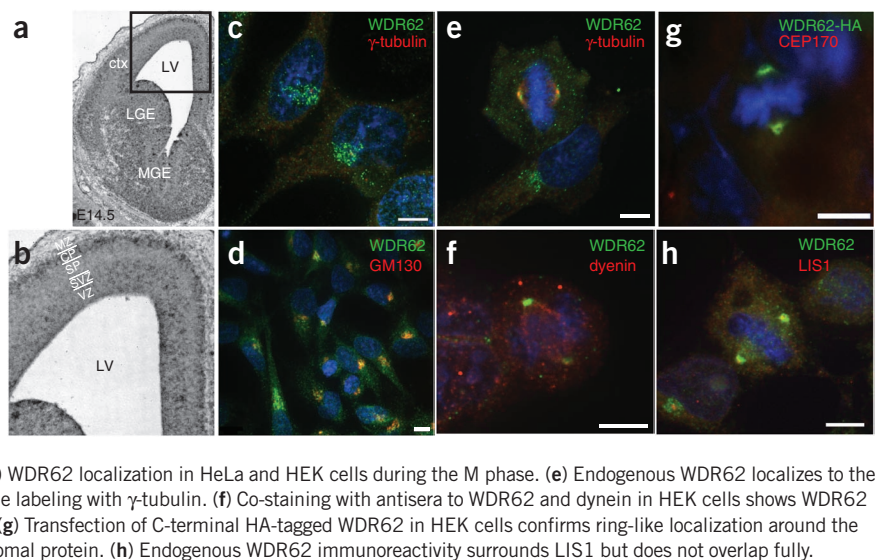 a
ctx
LV
LGE
MGE
E14.5
b
MZ
CP
SP
IZ
SVZ
VZ
LV
c
WDR62
γ-tubulin
d
WDR62
GM130
e
WDR62
γ-tubulin
f
WDR62
dyenin
g
WDR62-HA
CEP170
h
WDR62
LIS1
) WDR62 localization in HeLa and HEK cells during the M phase. (e) Endogenous WDR62 localizes to the
e labeling with γ-tubulin. (f) Co-staining with antisera to WDR62 and dynein in HEK cells shows WDR62
(g) Transfection of C-terminal HA-tagged WDR62 in HEK cells confirms ring-like localization around the
omal protein. (h) Endogenous WDR62 immunoreactivity surrounds LIS1 but does not overlap fully.